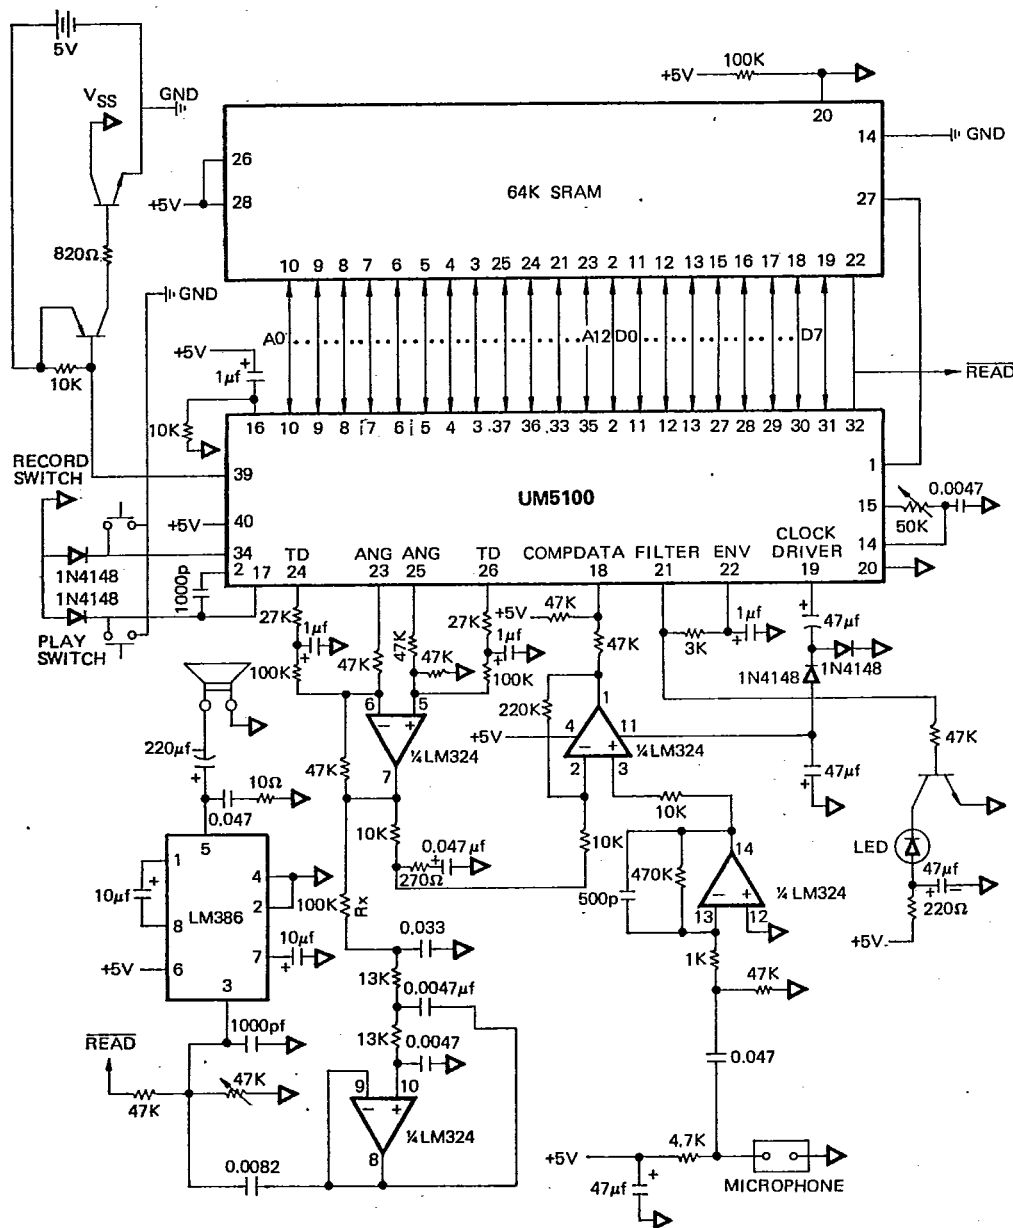 5V
VSS
GND
100K
+5V
20
14
GND
26
28
+5V
64K SRAM
27
820Ω
10 9 8 7 6 5 4 3 25 24 21 23 2 11 12 13 15 16 17 18 19 22
GND
A0 A12 D0 D7
+5V
1μf
READ
10K
10K
16 10 9 8 7 6 5 4 3 37 36 33 35 2 11 12 13 27 28 29 30 31 32
RECORD
SWITCH
39
1
UM5100
15
0.0047
50K
+5V
40
14
34
TD ANG ANG TD COMPDATA FILTER ENV CLOCK
DRIVER
1N4148
2 17 24 23 25 26 18 21 22 19 20
1N4148
1000p
PLAY
SWITCH
27K
1μf
100K
47K
47K
47K
27K
1μf
100K
+5V
47K
47K
3K
1μf
47μf
1N4148
1N4148
6 5
− +
¼LM324
7
220K
1
4 11
+5V
− +
¼LM324
2 3
47K
220μf
47K
47μf
10Ω
0.047
10K
10K
10K
LED
0.047μf
270Ω
14
470K
500p
− +
¼LM324
13 12
47μf
220Ω
+5V
5
1
4
10μf
LM386
2
100K
Rx
8
7
10μf
+5V
6
3
0.033
13K
0.0047μf
1K
47K
READ
1000pf
13K
0.0047
0.047
47K
47K
9 10
− +
¼LM324
8
0.0082
+5V
4.7K
47μf
MICROPHONE